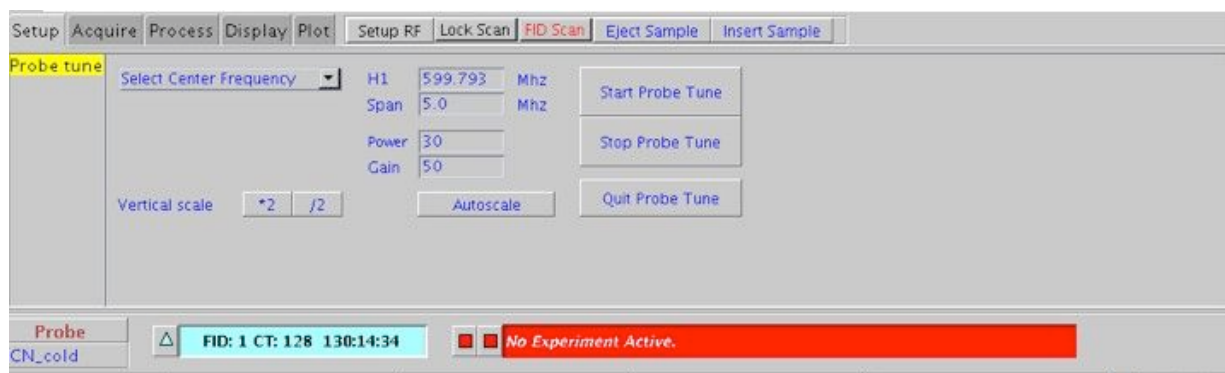 Setup Acquire Process Display Plot Setup RF Lock Scan FID Scan Eject Sample Insert Sample
Probe tune
Select Center Frequency H1 599.793 Mhz Start Probe Tune
Span 5.0 Mhz
Power 30 Stop Probe Tune
Gain 50
Vertical scale *2 /2 Autoscale Quit Probe Tune
Probe
CN_cold
FID: 1 CT: 128 130:14:34 No Experiment Active.